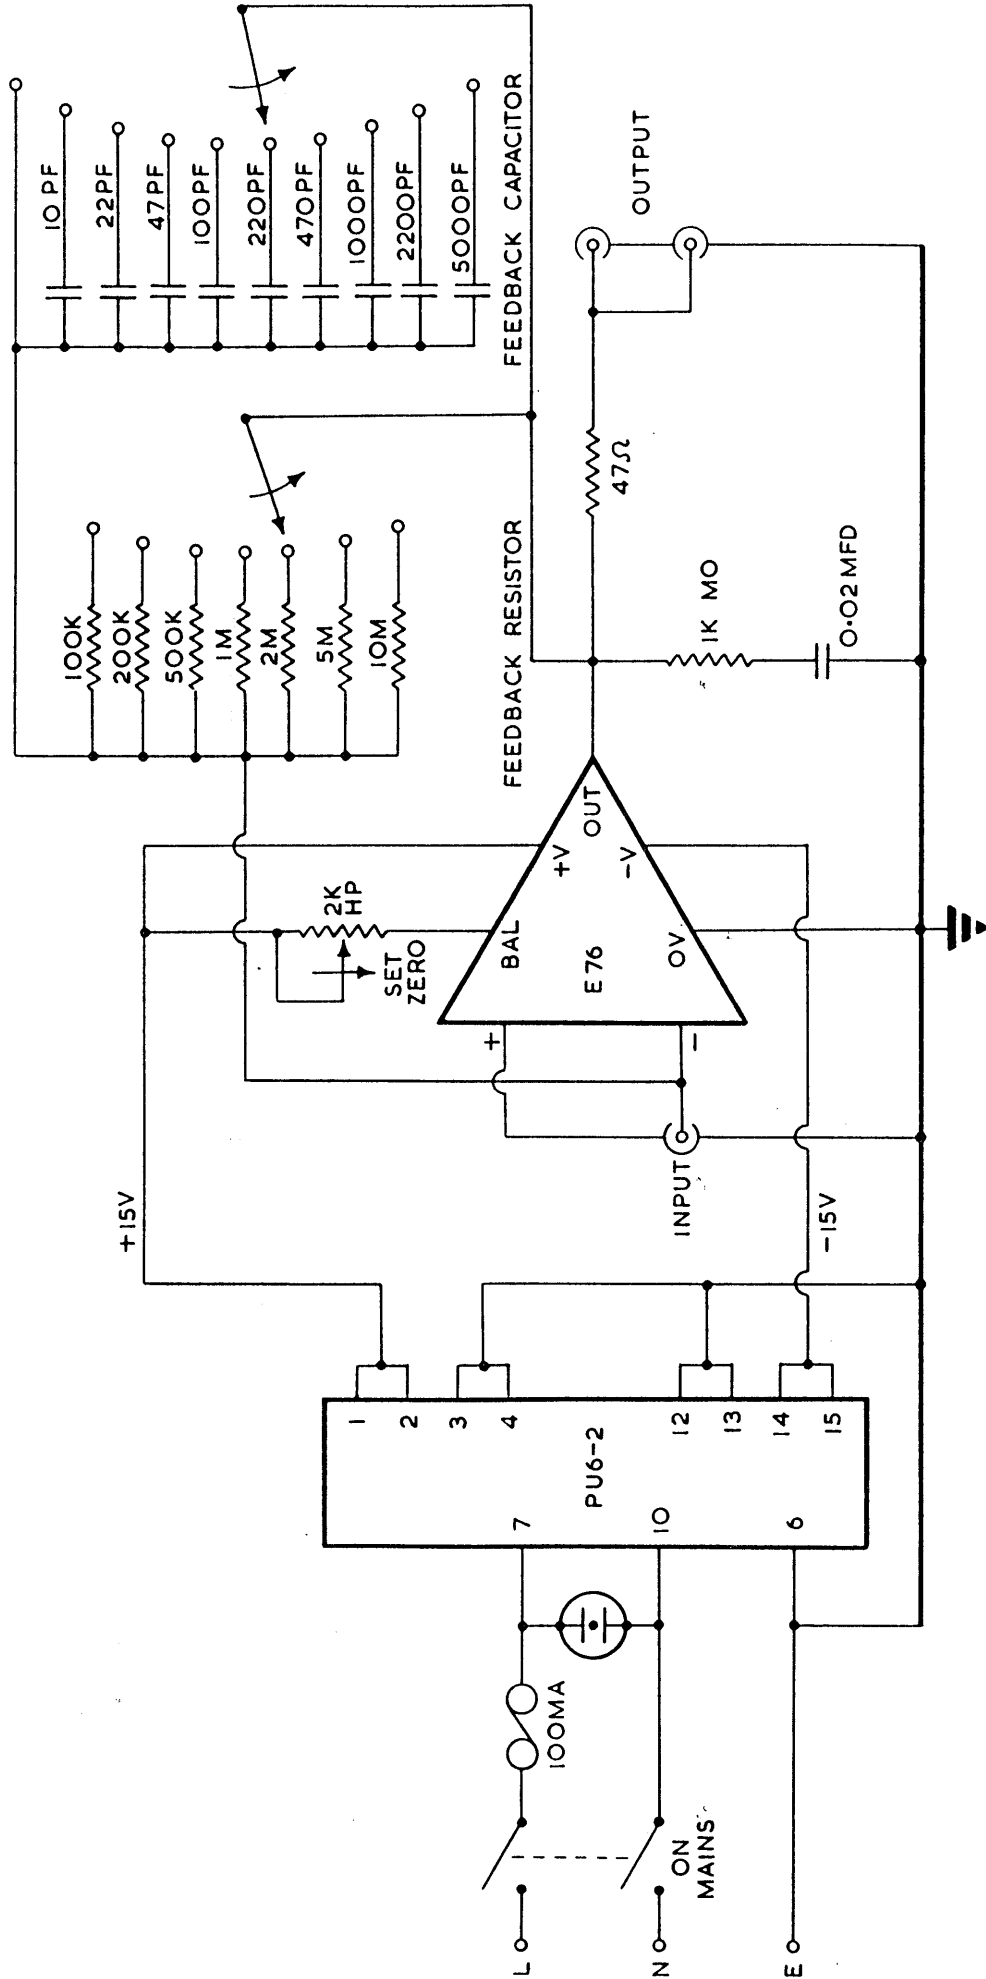 L
N
E
ON
MAINS
100MA
7
10
6
PU6-2
1
2
3
4
12
13
14
15
+15V
-15V
INPUT
+
-
SET
ZERO
2K
HP
BAL
+V
E76
OUT
OV
-V
100K
200K
500K
1M
2M
5M
10M
FEEDBACK RESISTOR
10PF
22PF
47PF
100PF
220PF
470PF
1000PF
2200PF
5000PF
FEEDBACK CAPACITOR
1K MO
0·02MFD
47Ω
OUTPUT